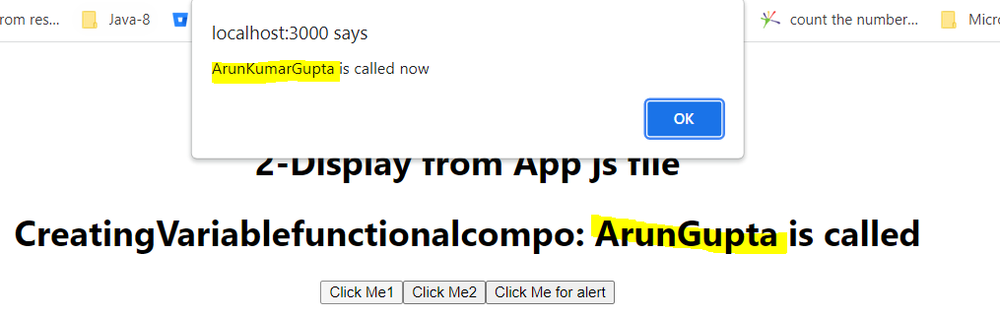 rom res...
Java-8
count the number...
Micro
localhost:3000 says
ArunKumarGupta is called now
OK
2-Display from App js file
CreatingVariablefunctionalcompo: ArunGupta is called
Click Me1 Click Me2 Click Me for alert